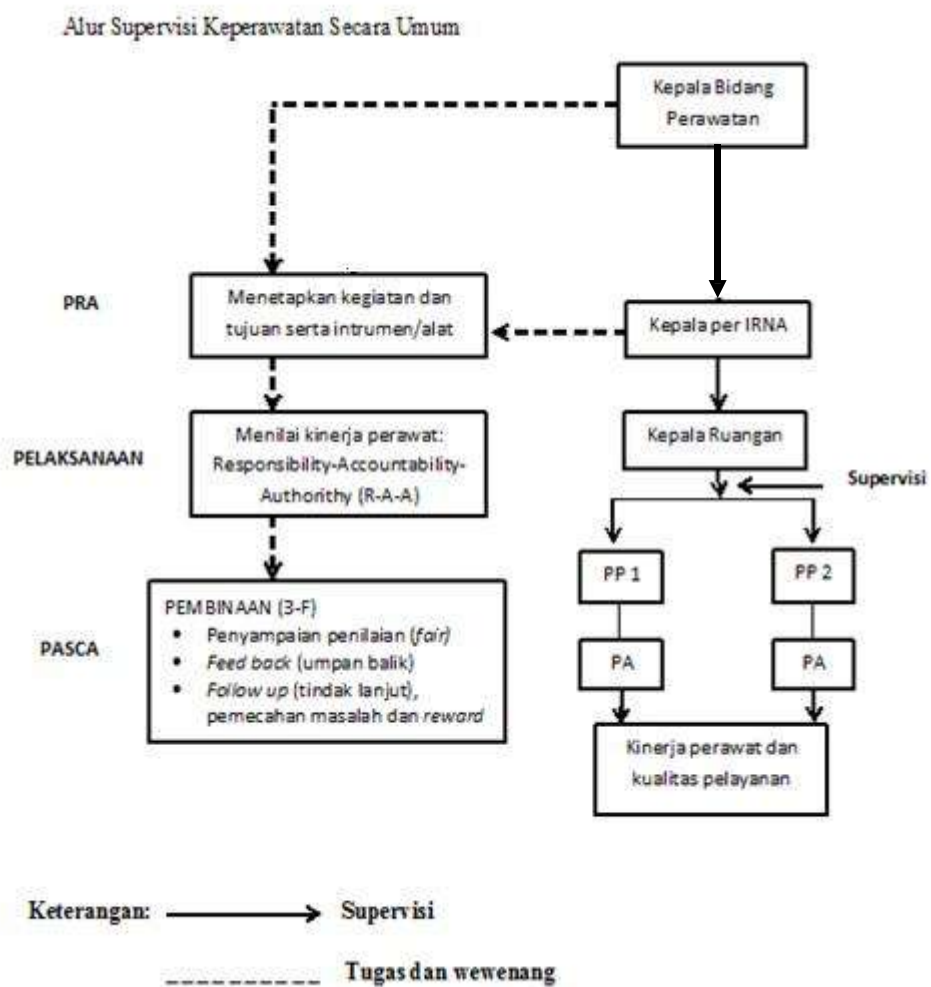 Alur Supervisi Keperawatan Secara Umum
Kepala Bidang
Perawatan
PRA
Menetapkan kegiatan dan
tujuan serta intrumen/alat
Kepala per IRNA
PELAKSANAAN
Menilai kinerja perawat:
Responsibility-Accountability-
Authorithy (R-A-A)
Kepala Ruangan
Supervisi
PP 1
PP 2
PASCA
PEMBINAAN (3-F)
• Penyampaian penilaian (fair)
• Feed back (umpan balik)
• Follow up (tindak lanjut),
pemecahan masalah dan reward
PA
PA
Kinerja perawat dan
kualitas pelayanan
Keterangan: Supervisi
Tugas dan wewenang